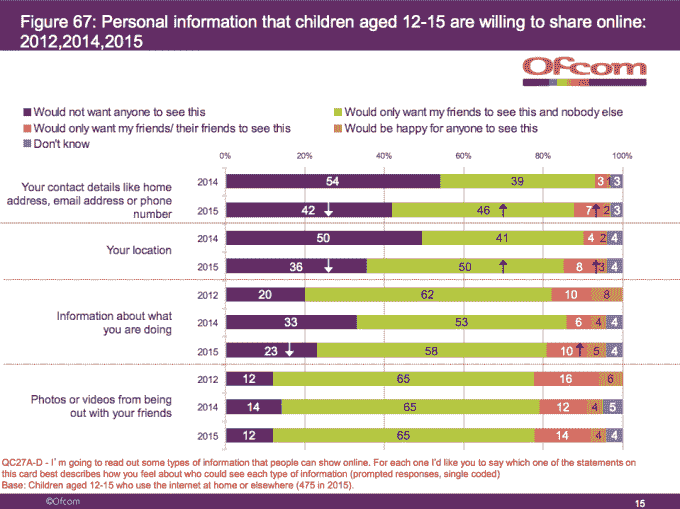 Figure 67: Personal information that children aged 12-15 are willing to share online:
2012,2014,2015
Ofcom
Would not want anyone to see this
Would only want my friends to see this and nobody else
Would only want my friends/ their friends to see this
Would be happy for anyone to see this
Don't know
0% 20% 40% 60% 80% 100%
Your contact details like home
address, email address or phone
number
2014 54 39 3 1 3
2015 42 46 7 2 3
Your location
2014 50 41 4 2 4
2015 36 50 8 3 4
Information about what
you are doing
2012 20 62 10 8
2014 33 53 6 4 4
2015 23 58 10 5 4
Photos or videos from being
out with your friends
2012 12 65 16 6
2014 14 65 12 4 5
2015 12 65 14 4 4
QC27A-D - I'm going to read out some types of information that people can show online. For each one I'd like you to say which one of the statements on
this card best describes how you feel about who could see each type of information (prompted responses, single coded)
Base: Children aged 12-15 who use the internet at home or elsewhere (475 in 2015).
©Ofcom
15